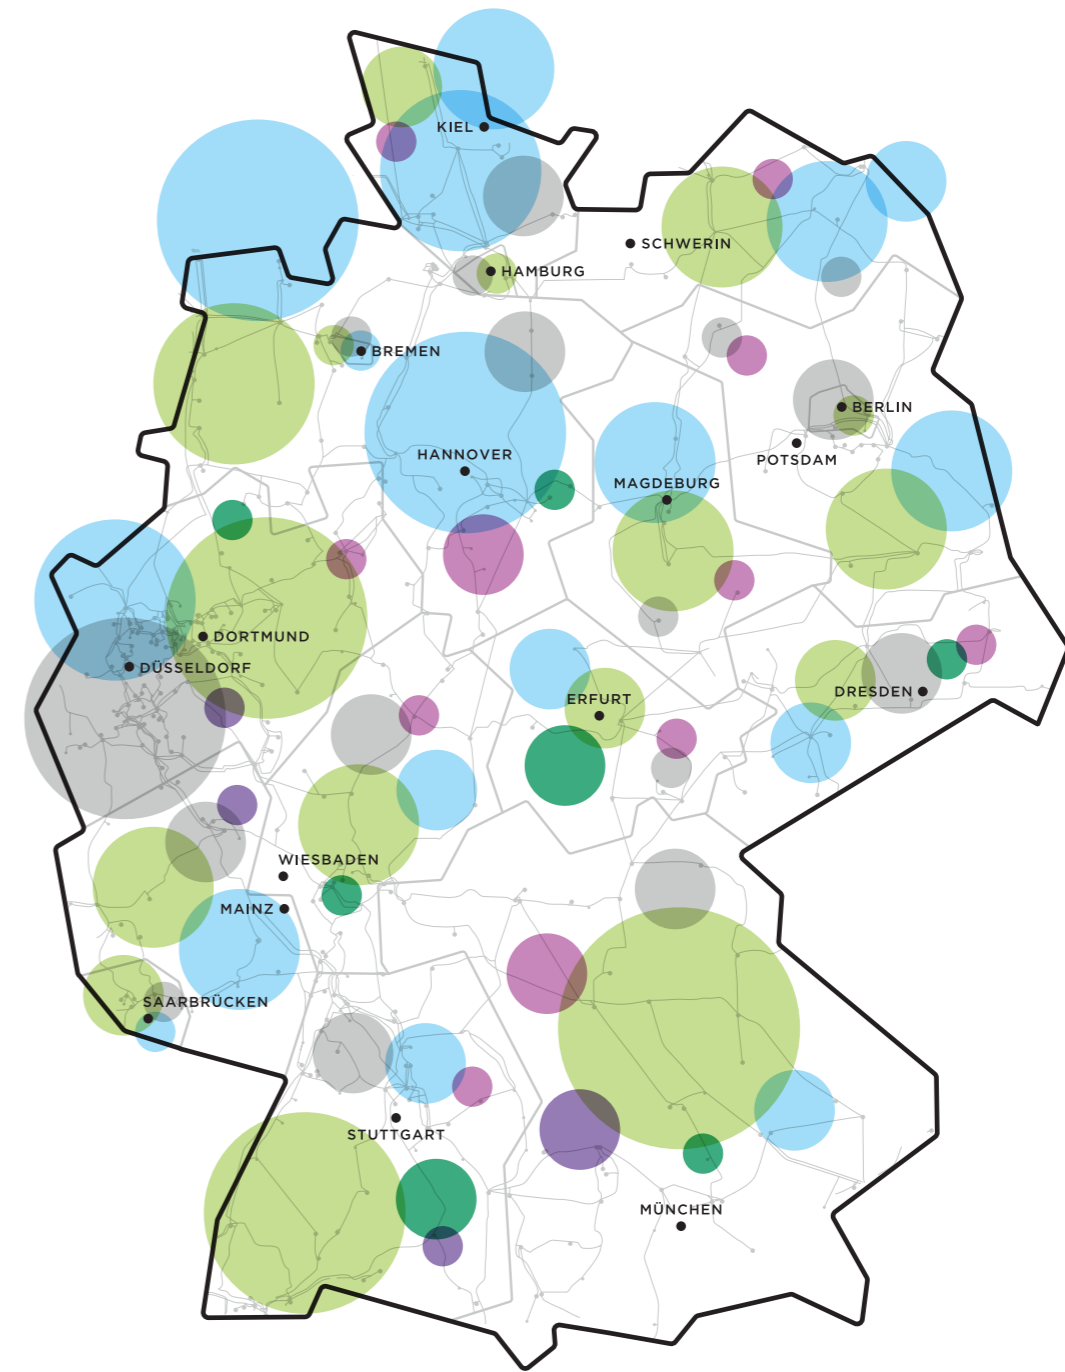 KIEL
SCHWERIN
HAMBURG
BREMEN
BERLIN
HANNOVER
POTSDAM
MAGDEBURG
DORTMUND
DÜSSELDORF
ERFURT
DRESDEN
WIESBADEN
MAINZ
SAARBRÜCKEN
STUTTGART
MÜNCHEN